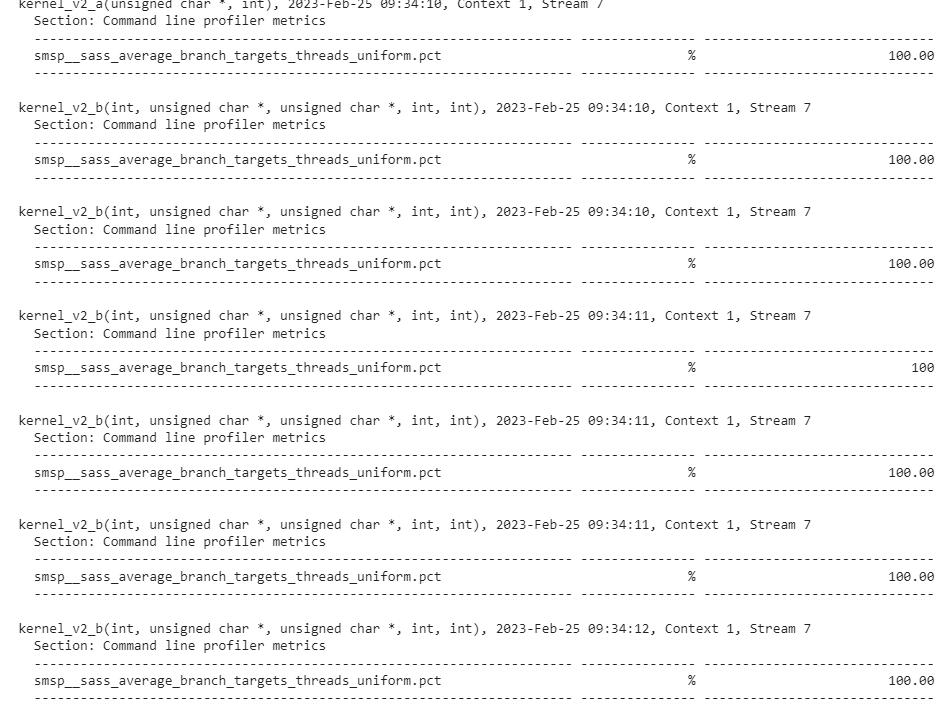 kernel_v2_a(unsigned char *, int), 2023-Feb-25 09:34:10, Context 1, Stream 7
Section: Command line profiler metrics
---------------------------------------------------------------------- --------------- ------------------------------
smsp__sass_average_branch_targets_threads_uniform.pct % 100.00
---------------------------------------------------------------------- --------------- ------------------------------
kernel_v2_b(int, unsigned char *, unsigned char *, int, int), 2023-Feb-25 09:34:10, Context 1, Stream 7
Section: Command line profiler metrics
---------------------------------------------------------------------- --------------- ------------------------------
smsp__sass_average_branch_targets_threads_uniform.pct % 100.00
---------------------------------------------------------------------- --------------- ------------------------------
kernel_v2_b(int, unsigned char *, unsigned char *, int, int), 2023-Feb-25 09:34:10, Context 1, Stream 7
Section: Command line profiler metrics
---------------------------------------------------------------------- --------------- ------------------------------
smsp__sass_average_branch_targets_threads_uniform.pct % 100.00
---------------------------------------------------------------------- --------------- ------------------------------
kernel_v2_b(int, unsigned char *, unsigned char *, int, int), 2023-Feb-25 09:34:11, Context 1, Stream 7
Section: Command line profiler metrics
---------------------------------------------------------------------- --------------- ------------------------------
smsp__sass_average_branch_targets_threads_uniform.pct % 100
---------------------------------------------------------------------- --------------- ------------------------------
kernel_v2_b(int, unsigned char *, unsigned char *, int, int), 2023-Feb-25 09:34:11, Context 1, Stream 7
Section: Command line profiler metrics
---------------------------------------------------------------------- --------------- ------------------------------
smsp__sass_average_branch_targets_threads_uniform.pct % 100.00
---------------------------------------------------------------------- --------------- ------------------------------
kernel_v2_b(int, unsigned char *, unsigned char *, int, int), 2023-Feb-25 09:34:11, Context 1, Stream 7
Section: Command line profiler metrics
---------------------------------------------------------------------- --------------- ------------------------------
smsp__sass_average_branch_targets_threads_uniform.pct % 100.00
---------------------------------------------------------------------- --------------- ------------------------------
kernel_v2_b(int, unsigned char *, unsigned char *, int, int), 2023-Feb-25 09:34:12, Context 1, Stream 7
Section: Command line profiler metrics
---------------------------------------------------------------------- --------------- ------------------------------
smsp__sass_average_branch_targets_threads_uniform.pct % 100.00
---------------------------------------------------------------------- --------------- ------------------------------